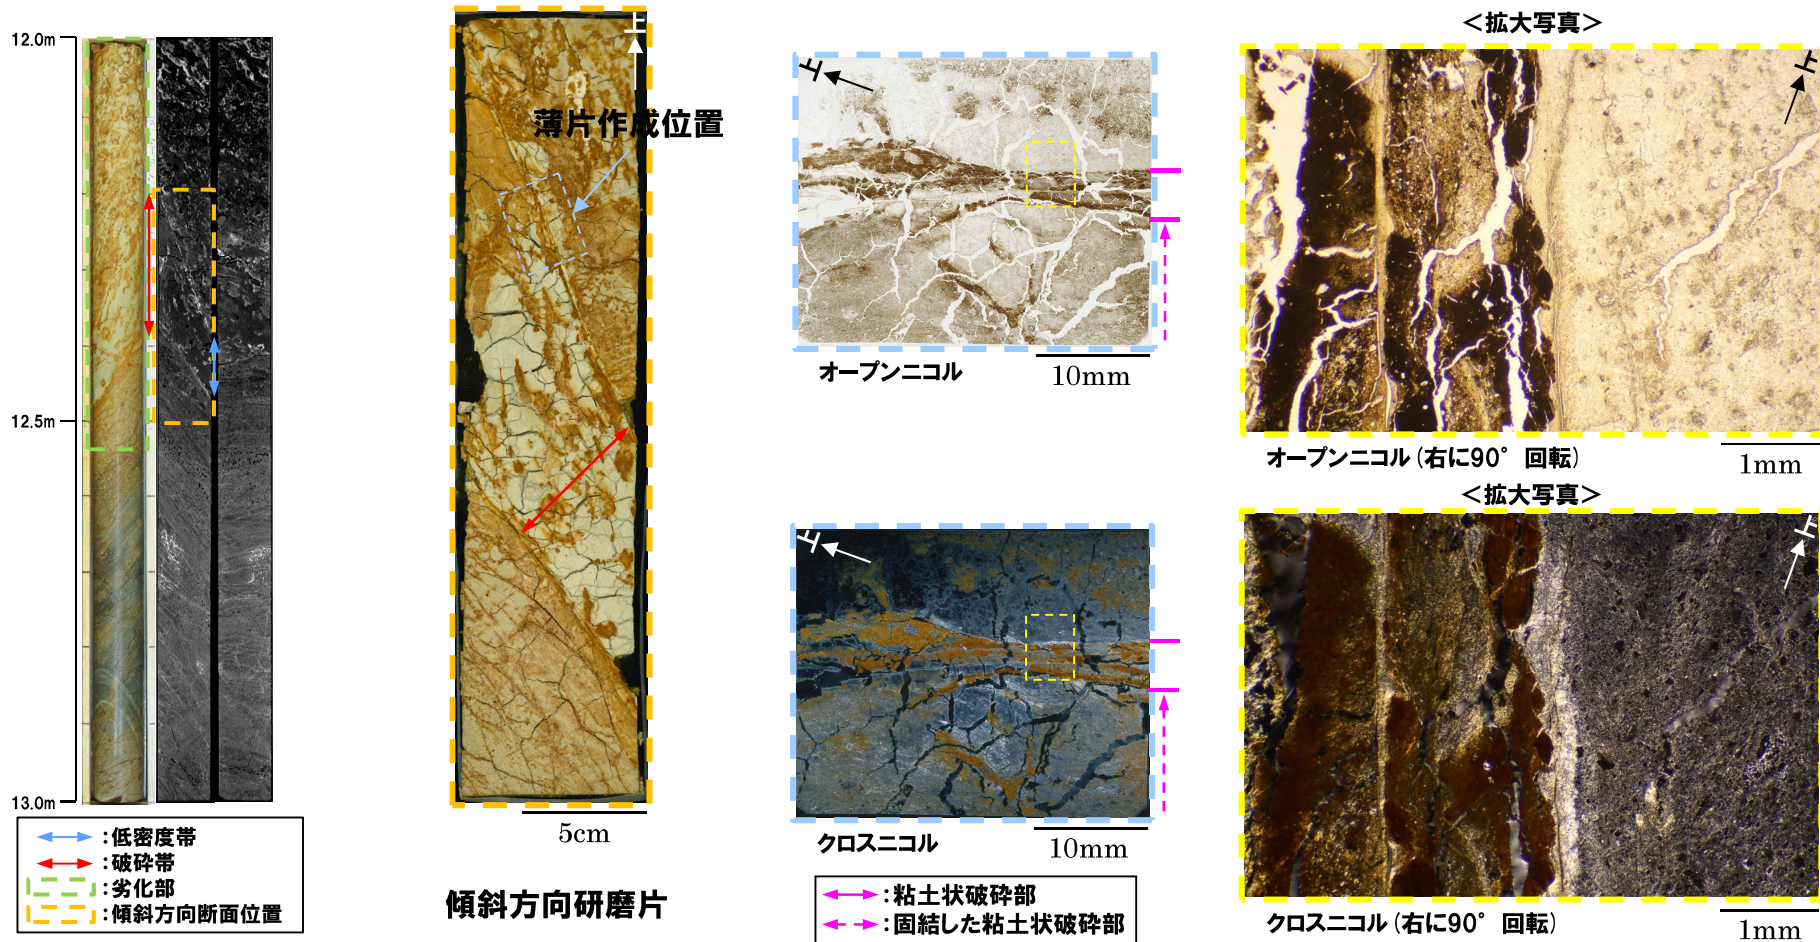 12.0m
12.5m
13.0m
:低密度帯
:破砕帯
:劣化部
:傾斜方向断面位置
上
薄片作成位置
5cm
傾斜方向研磨片
上
オープンニコル
10mm
上
クロスニコル
10mm
:粘土状破砕部
:固結した粘土状破砕部
＜拡大写真＞
上
オープンニコル(右に90°回転)
1mm
＜拡大写真＞
上
クロスニコル(右に90°回転)
1mm